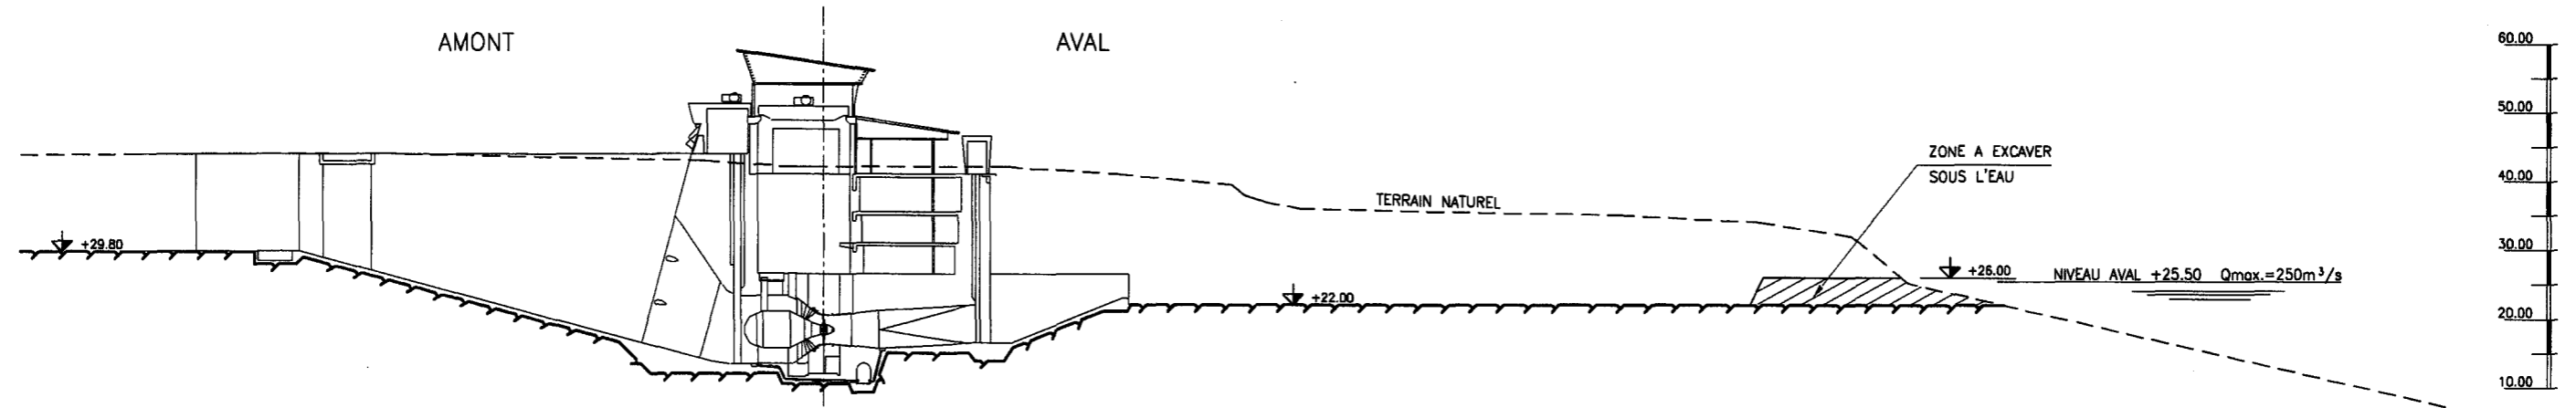 AMONT
AVAL
60.00
50.00
40.00
30.00
20.00
10.00
ZONE A EXCAVER
SOUS L'EAU
TERRAIN NATUREL
+29.80
+22.00
+26.00
NIVEAU AVAL +25.50 Qmax.=250m³/s